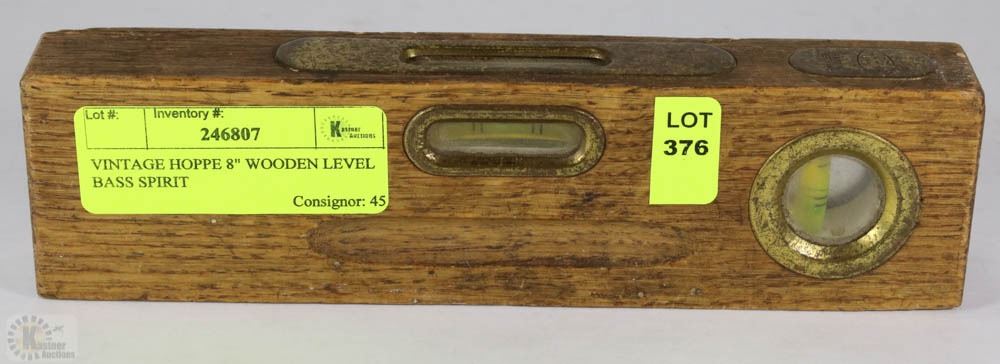 Lot #:
Inventory #:
246807
Kastner
Auctions
VINTAGE HOPPE 8" WOODEN LEVEL
BASS SPIRIT
Consignor: 45
LOT
376
Kastner
Auctions